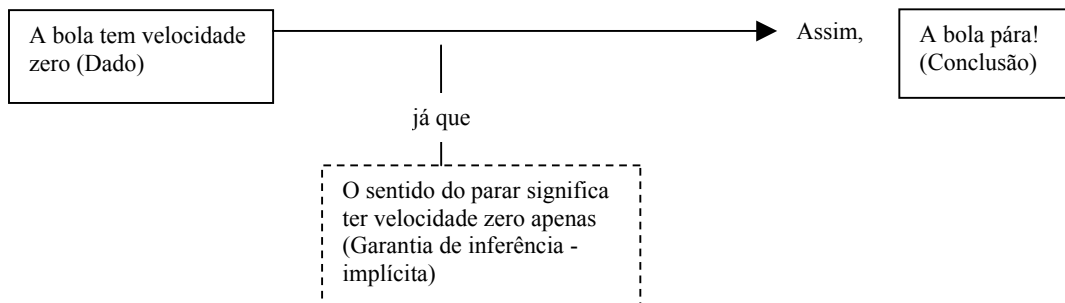 A bola tem velocidade
zero (Dado)
Assim,
A bola pára!
(Conclusão)
já que
O sentido do parar significa
ter velocidade zero apenas
(Garantia de inferência -
implícita)